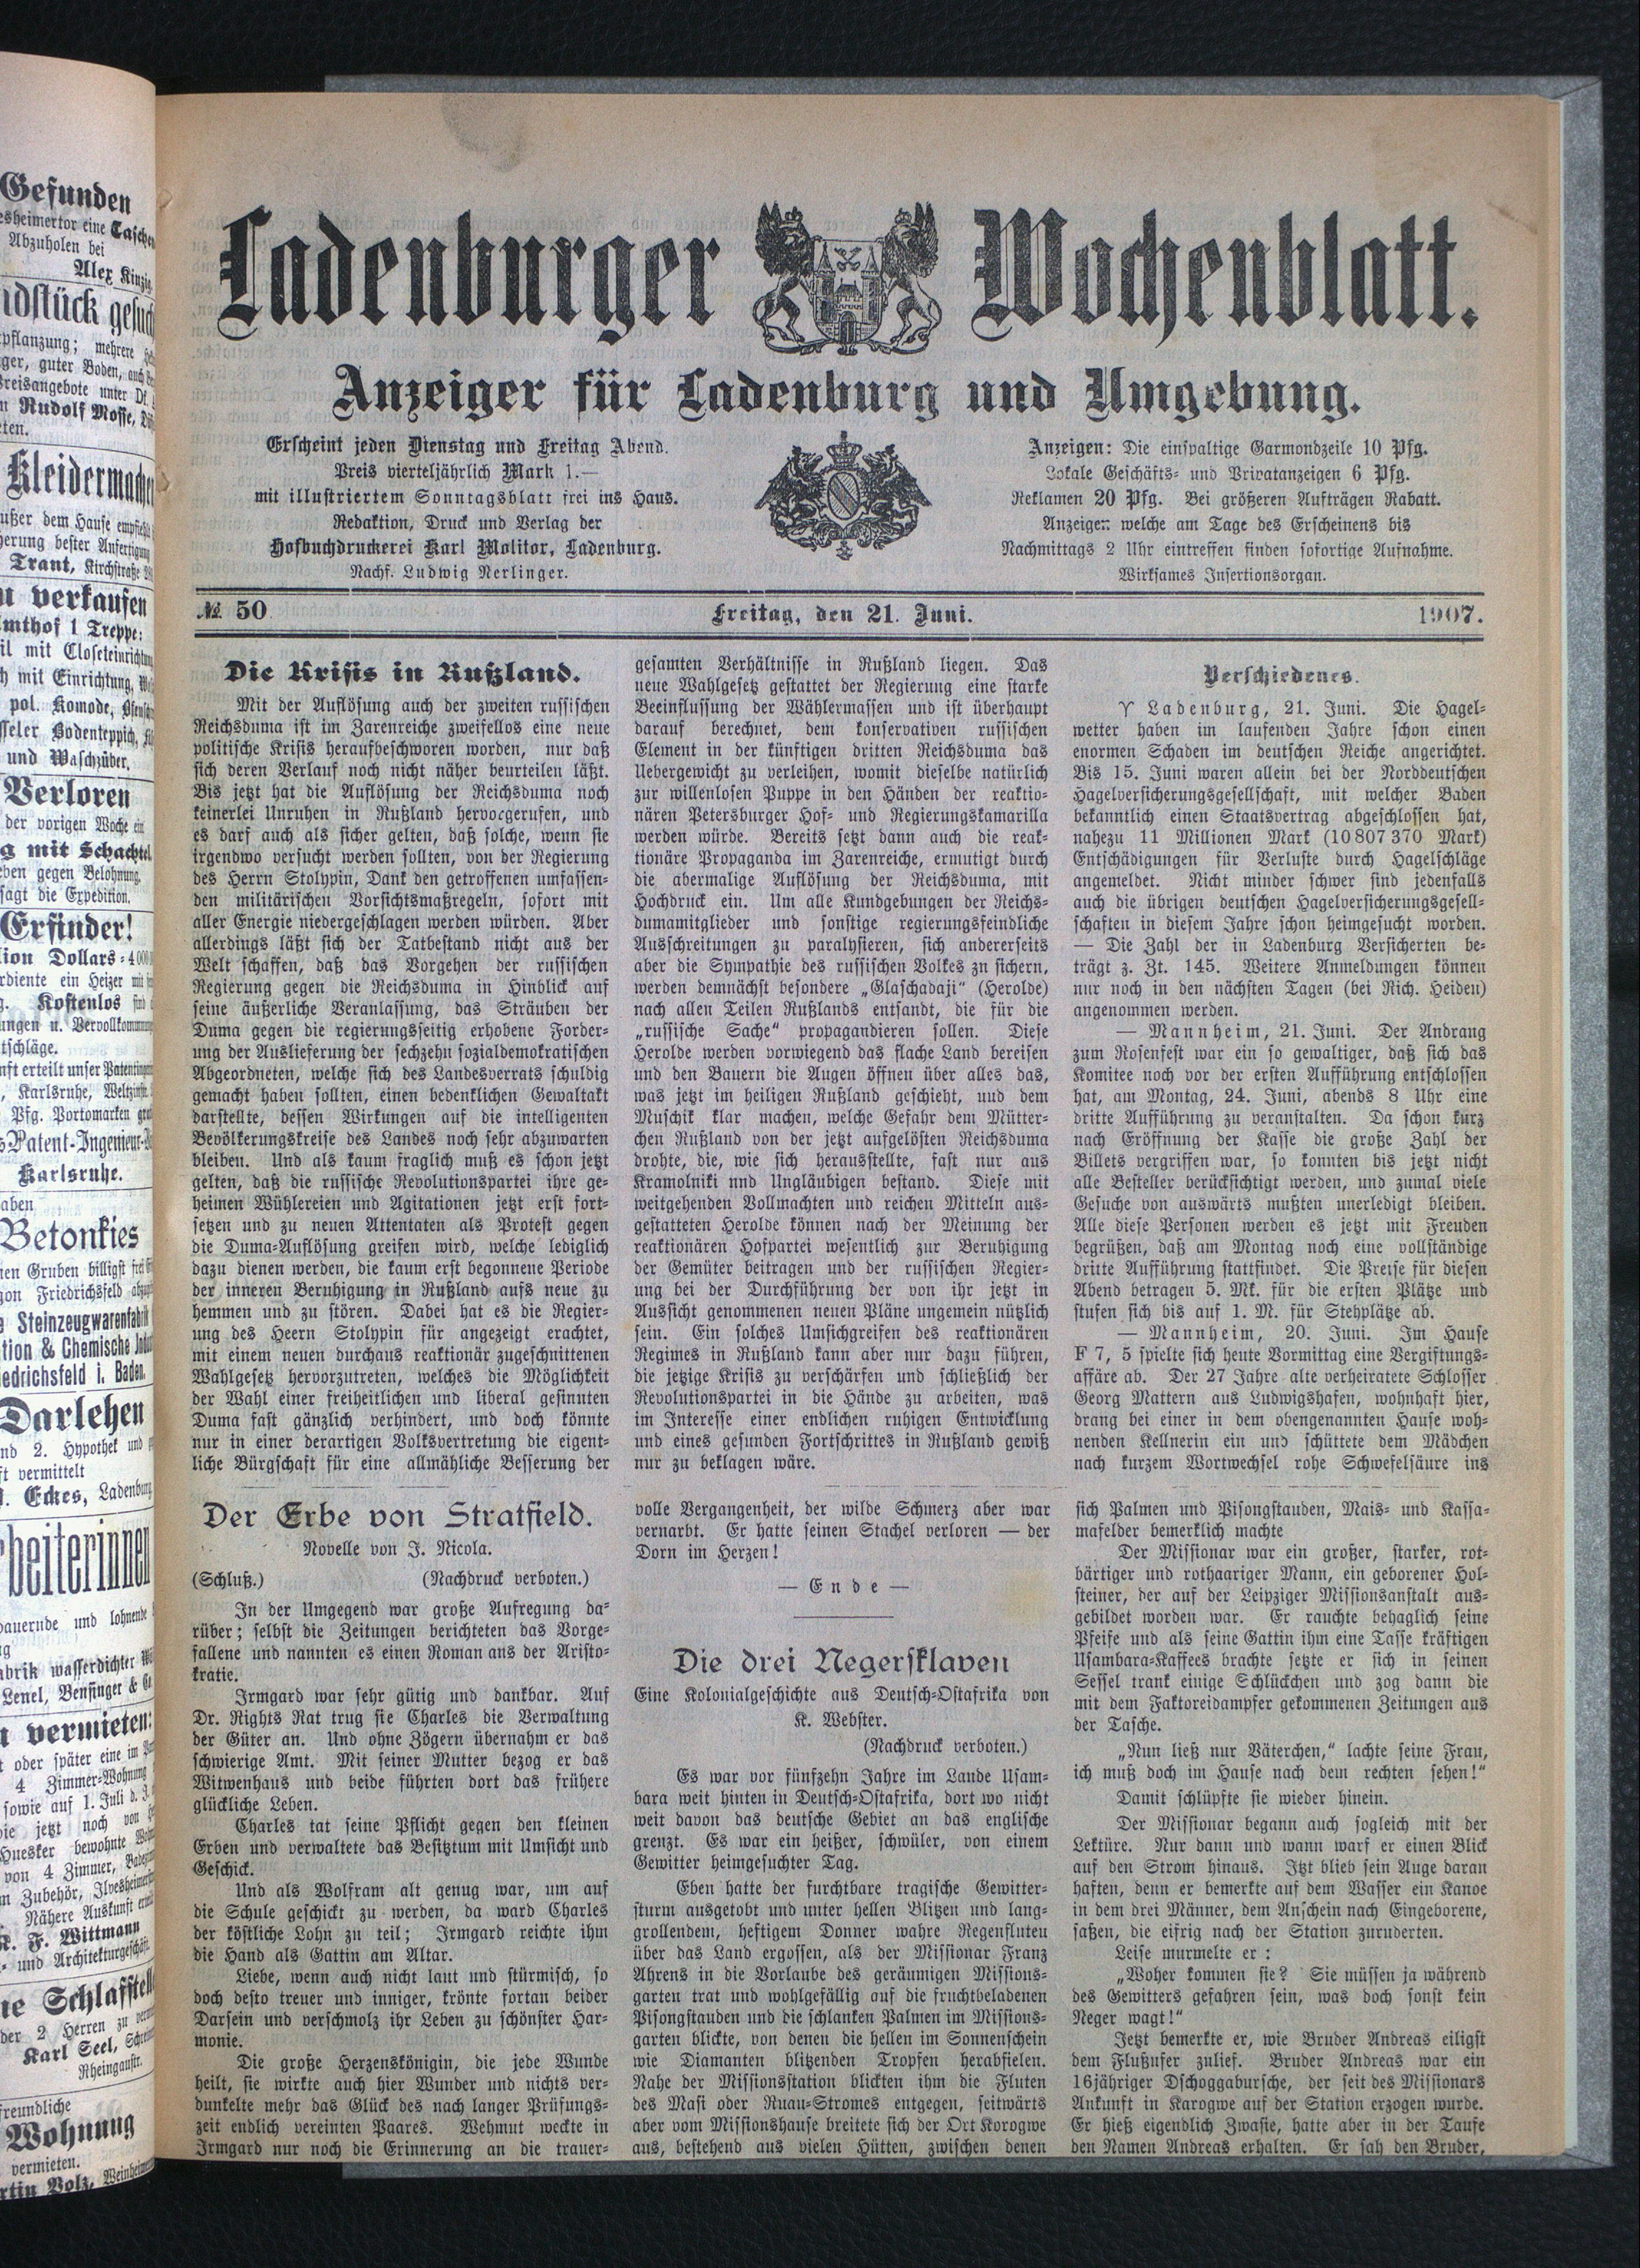 Gefunden
Abzuholen bei
Verloren
der vorigen Woche
sagt die Expedition.
Erfinder!
Karlsruhe.
Betonkies
Darlehen
Wohnung
vermieten.
Ladenburger Wochenblatt.
Anzeiger für Ladenburg und Umgebung.
Erscheint jeden Dienstag und Freitag Abend.
Preis vierteljährlich Mark 1.—
mit illustriertem Sonntagsblatt frei ins Haus.
Redaktion, Druck und Verlag der
Hofbuchdruckerei Karl Molitor, Ladenburg.
Nachf. Ludwig Nerlinger.
Anzeigen: Die einspaltige Garmondzeile 10 Pfg.
Lokale Geschäfts- und Privatanzeigen 6 Pfg.
Reklamen 20 Pfg. Bei größeren Aufträgen Rabatt.
Anzeigen welche am Tage des Erscheinens bis
Nachmittags 2 Uhr eintreffen finden sofortige Aufnahme.
Wirksames Insertionsorgan.
№ 50 Freitag, den 21. Juni. 1907.
Die Krisis in Rußland.
Mit der Auflösung auch der zweiten russischen
Reichsduma ist im Zarenreiche zweifellos eine neue
politische Krisis heraufbeschworen worden, nur daß
sich deren Verlauf noch nicht näher beurteilen läßt.
Bis jetzt hat die Auflösung der Reichsduma noch
keinerlei Unruhen in Rußland hervorgerufen, und
es darf auch als sicher gelten, daß solche, wenn sie
irgendwo versucht werden sollten, von der Regierung
des Herrn Stolypin, Dank den getroffenen umfassen-
den militärischen Vorsichtsmaßregeln, sofort mit
aller Energie niedergeschlagen werden würden. Aber
allerdings läßt sich der Tatbestand nicht aus der
Welt schaffen, daß das Vorgehen der russischen
Regierung gegen die Reichsduma in Hinblick auf
seine äußerliche Veranlassung, das Sträuben der
Duma gegen die regierungsseitig erhobene Forder-
ung der Auslieferung der sechzehn sozialdemokratischen
Abgeordneten, welche sich des Landesverrats schuldig
gemacht haben sollten, einen bedenklichen Gewaltakt
darstellte, dessen Wirkungen auf die intelligenten
Bevölkerungskreise des Landes noch sehr abzuwarten
bleiben. Und als kaum fraglich muß es schon jetzt
gelten, daß die russische Revolutionspartei ihre ge-
heimen Wühlereien und Agitationen jetzt erst fort-
setzen und zu neuen Attentaten als Protest gegen
die Duma-Auflösung greifen wird, welche lediglich
dazu dienen werden, die kaum erst begonnene Periode
der inneren Beruhigung in Rußland aufs neue zu
hemmen und zu stören. Dabei hat es die Regier-
ung des Heern Stolypin für angezeigt erachtet,
mit einem neuen durchaus reaktionär zugeschnittenen
Wahlgesetz hervorzutreten, welches die Möglichkeit
der Wahl einer freiheitlichen und liberal gesinnten
Duma fast gänzlich verhindert, und doch könnte
nur in einer derartigen Volksvertretung die eigent-
liche Bürgschaft für eine allmähliche Besserung der
gesamten Verhältnisse in Rußland liegen. Das
neue Wahlgesetz gestattet der Regierung eine starke
Beeinflussung der Wählermassen und ist überhaupt
darauf berechnet, dem konservativen russischen
Element in der künftigen dritten Reichsduma das
Uebergewicht zu verleihen, womit dieselbe natürlich
zur willenlosen Puppe in den Händen der reaktio-
nären Petersburger Hof- und Regierungskamarilla
werden würde. Bereits setzt dann auch die reak-
tionäre Propaganda im Zarenreiche, ermutigt durch
die abermalige Auflösung der Reichsduma, mit
Hochdruck ein. Um alle Kundgebungen der Reichs-
dumamitglieder und sonstige regierungsfeindliche
Ausschreitungen zu paralysieren, sich andererseits
aber die Sympathie des russischen Volkes zu sichern,
werden demnächst besondere „Glaschadaji“ (Herolde)
nach allen Teilen Rußlands entsandt, die für die
„russische Sache“ propagandieren sollen. Diese
Herolde werden vorwiegend das flache Land bereisen
und den Bauern die Augen öffnen über alles das,
was jetzt im heiligen Rußland geschieht, und dem
Muschik klar machen, welche Gefahr dem Mütter-
chen Rußland von der jetzt aufgelösten Reichsduma
drohte, die, wie sich herausstellte, fast nur aus
Kramolniki nnd Ungläubigen bestand. Diese mit
weitgehenden Vollmachten und reichen Mitteln aus-
gestatteten Herolde können nach der Meinung der
reaktionären Hofpartei wesentlich zur Beruhigung
der Gemüter beitragen und der russischen Regier-
ung bei der Durchführung der von ihr jetzt in
Aussicht genommenen neuen Pläne ungemein nützlich
sein. Ein solches Umsichgreifen des reaktionären
Regimes in Rußland kann aber nur dazu führen,
die jetzige Krisis zu verschärfen und schließlich der
Revolutionspartei in die Hände zu arbeiten, was
im Interesse einer endlichen ruhigen Entwicklung
und eines gesunden Fortschrittes in Rußland gewiß
nur zu beklagen wäre.
Verschiedenes.
Ladenburg, 21. Juni. Die Hagel-
wetter haben im laufenden Jahre schon einen
enormen Schaden im deutschen Reiche angerichtet.
Bis 15. Juni waren allein bei der Norddeutschen
Hagelversicherungsgesellschaft, mit welcher Baden
bekanntlich einen Staatsvertrag abgeschlossen hat,
nahezu 11 Millionen Mark (10 807 370 Mark)
Entschädigungen für Verluste durch Hagelschläge
angemeldet. Nicht minder schwer sind jedenfalls
auch die übrigen deutschen Hagelversicherungsgesell-
schaften in diesem Jahre schon heimgesucht worden.
— Die Zahl der in Ladenburg Versicherten be-
trägt z. Zt. 145. Weitere Anmeldungen können
nur noch in den nächsten Tagen (bei Rich. Heiden)
angenommen werden.
— Mannheim, 21. Juni. Der Andrang
zum Rosenfest war ein so gewaltiger, daß sich das
Komitee noch vor der ersten Aufführung entschlossen
hat, am Montag, 24. Juni, abends 8 Uhr eine
dritte Aufführung zu veranstalten. Da schon kurz
nach Eröffnung der Kasse die große Zahl der
Billets vergriffen war, so konnten bis jetzt nicht
alle Besteller berücksichtigt werden, und zumal viele
Gesuche von auswärts mußten unerledigt bleiben.
Alle diese Personen werden es jetzt mit Freuden
begrüßen, daß am Montag noch eine vollständige
dritte Aufführung stattfindet. Die Preise für diesen
Abend betragen 5. Mk. für die ersten Plätze und
stufen sich bis auf 1. M. für Stehplätze ab.
— Mannheim, 20. Juni. Im Hause
F 7, 5 spielte sich heute Vormittag eine Vergiftungs-
affäre ab. Der 27 Jahre alte verheiratete Schlosser
Georg Mattern aus Ludwigshafen, wohnhaft hier,
drang bei einer in dem obengenannten Hause woh-
nenden Kellnerin ein und schüttete dem Mädchen
nach kurzem Wortwechsel rohe Schwefelsäure ins
Der Erbe von Stratfield.
Novelle von J. Nicola.
(Schluß.) (Nachdruck verboten.)
In der Umgegend war große Aufregung da-
rüber; selbst die Zeitungen berichteten das Vorge-
fallene und nannten es einen Roman aus der Aristo-
kratie.
Irmgard war sehr gütig und dankbar. Auf
Dr. Rights Rat trug sie Charles die Verwaltung
der Güter an. Und ohne Zögern übernahm er das
schwierige Amt. Mit seiner Mutter bezog er das
Witwenhaus und beide führten dort das frühere
glückliche Leben.
Charles tat seine Pflicht gegen den kleinen
Erben und verwaltete das Besitztum mit Umsicht und
Geschick.
Und als Wolfram alt genug war, um auf
die Schule geschickt zu werden, da ward Charles
der köstliche Lohn zu teil; Irmgard reichte ihm
die Hand als Gattin am Altar.
Liebe, wenn auch nicht laut und stürmisch, so
doch desto treuer und inniger, krönte fortan beider
Darsein und verschmolz ihr Leben zu schönster Har-
monie.
Die große Herzenskönigin, die jede Wunde
heilt, sie wirkte auch hier Wunder und nichts ver-
dunkelte mehr das Glück des nach langer Prüfungs-
zeit endlich vereinten Paares. Wehmut weckte in
Irmgard nur noch die Erinnerung an die trauer-
volle Vergangenheit, der wilde Schmerz aber war
vernarbt. Er hatte seinen Stachel verloren — der
Dorn im Herzen!
— Ende —
Die drei Negersklaven
Eine Kolonialgeschichte aus Deutsch-Ostafrika von
K. Webster.
(Nachdruck verboten.)
Es war vor fünfzehn Jahre im Lande Usam-
bara weit hinten in Deutsch-Ostafrika, dort wo nicht
weit davon das deutsche Gebiet an das englische
grenzt. Es war ein heißer, schwüler, von einem
Gewitter heimgesuchter Tag.
Eben hatte der furchtbare tragische Gewitter-
sturm ausgetobt und unter hellen Blitzen und lang-
grollendem, heftigem Donner wahre Regenfluten
über das Land ergossen, als der Missionar Franz
Ahrens in die Vorlaube des geräumigen Missions-
garten trat und wohlgefällig auf die fruchtbeladenen
Pisongstauden und die schlanken Palmen im Missions-
garten blickte, von denen die hellen im Sonnenschein
wie Diamanten blitzenden Tropfen herabfielen.
Nahe der Missionsstation blickten ihm die Fluten
des Masi oder Ruau-Stromes entgegen, seitwärts
aber vom Missionshause breitete sich der Ort Korogwe
aus, bestehend aus vielen Hütten, zwischen denen
sich Palmen und Pisongstauden, Mais- und Kassa-
mafelder bemerklich machte
Der Missionar war ein großer, starker, rot-
bärtiger und rothaariger Mann, ein geborener Hol-
steiner, der auf der Leipziger Missionsanstalt aus-
gebildet worden war. Er rauchte behaglich seine
Pfeife und als seine Gattin ihm eine Tasse kräftigen
Usambara-Kaffees brachte setzte er sich in seinen
Sessel trank einige Schlückchen und zog dann die
mit dem Faktoreidampfer gekommenen Zeitungen aus
der Tasche.
„Nun ließ nur Väterchen,“ lachte seine Frau,
ich muß doch im Hause nach dem rechten sehen!“
Damit schlüpfte sie wieder hinein.
Der Missionar begann auch sogleich mit der
Lektüre. Nur dann und wann warf er einen Blick
auf den Strom hinaus. Jtzt blieb sein Auge daran
haften, denn er bemerkte auf dem Wasser ein Kanoe
in dem drei Männer, dem Anschein nach Eingeborene,
saßen, die eifrig nach der Station zuruderten.
Leise murmelte er :
„Woher kommen sie? Sie müssen ja während
des Gewitters gefahren sein, was doch sonst kein
Neger wagt!“
Jetzt bemerkte er, wie Bruder Andreas eiligst
dem Flußufer zulief. Bruder Andreas war ein
16jähriger Dschoggabursche, der seit des Missionars
Ankunft in Karogwe auf der Station erzogen wurde.
Er hieß eigendlich Zwasie, hatte aber in der Taufe
den Namen Andreas erhalten. Er sah den Bruder,